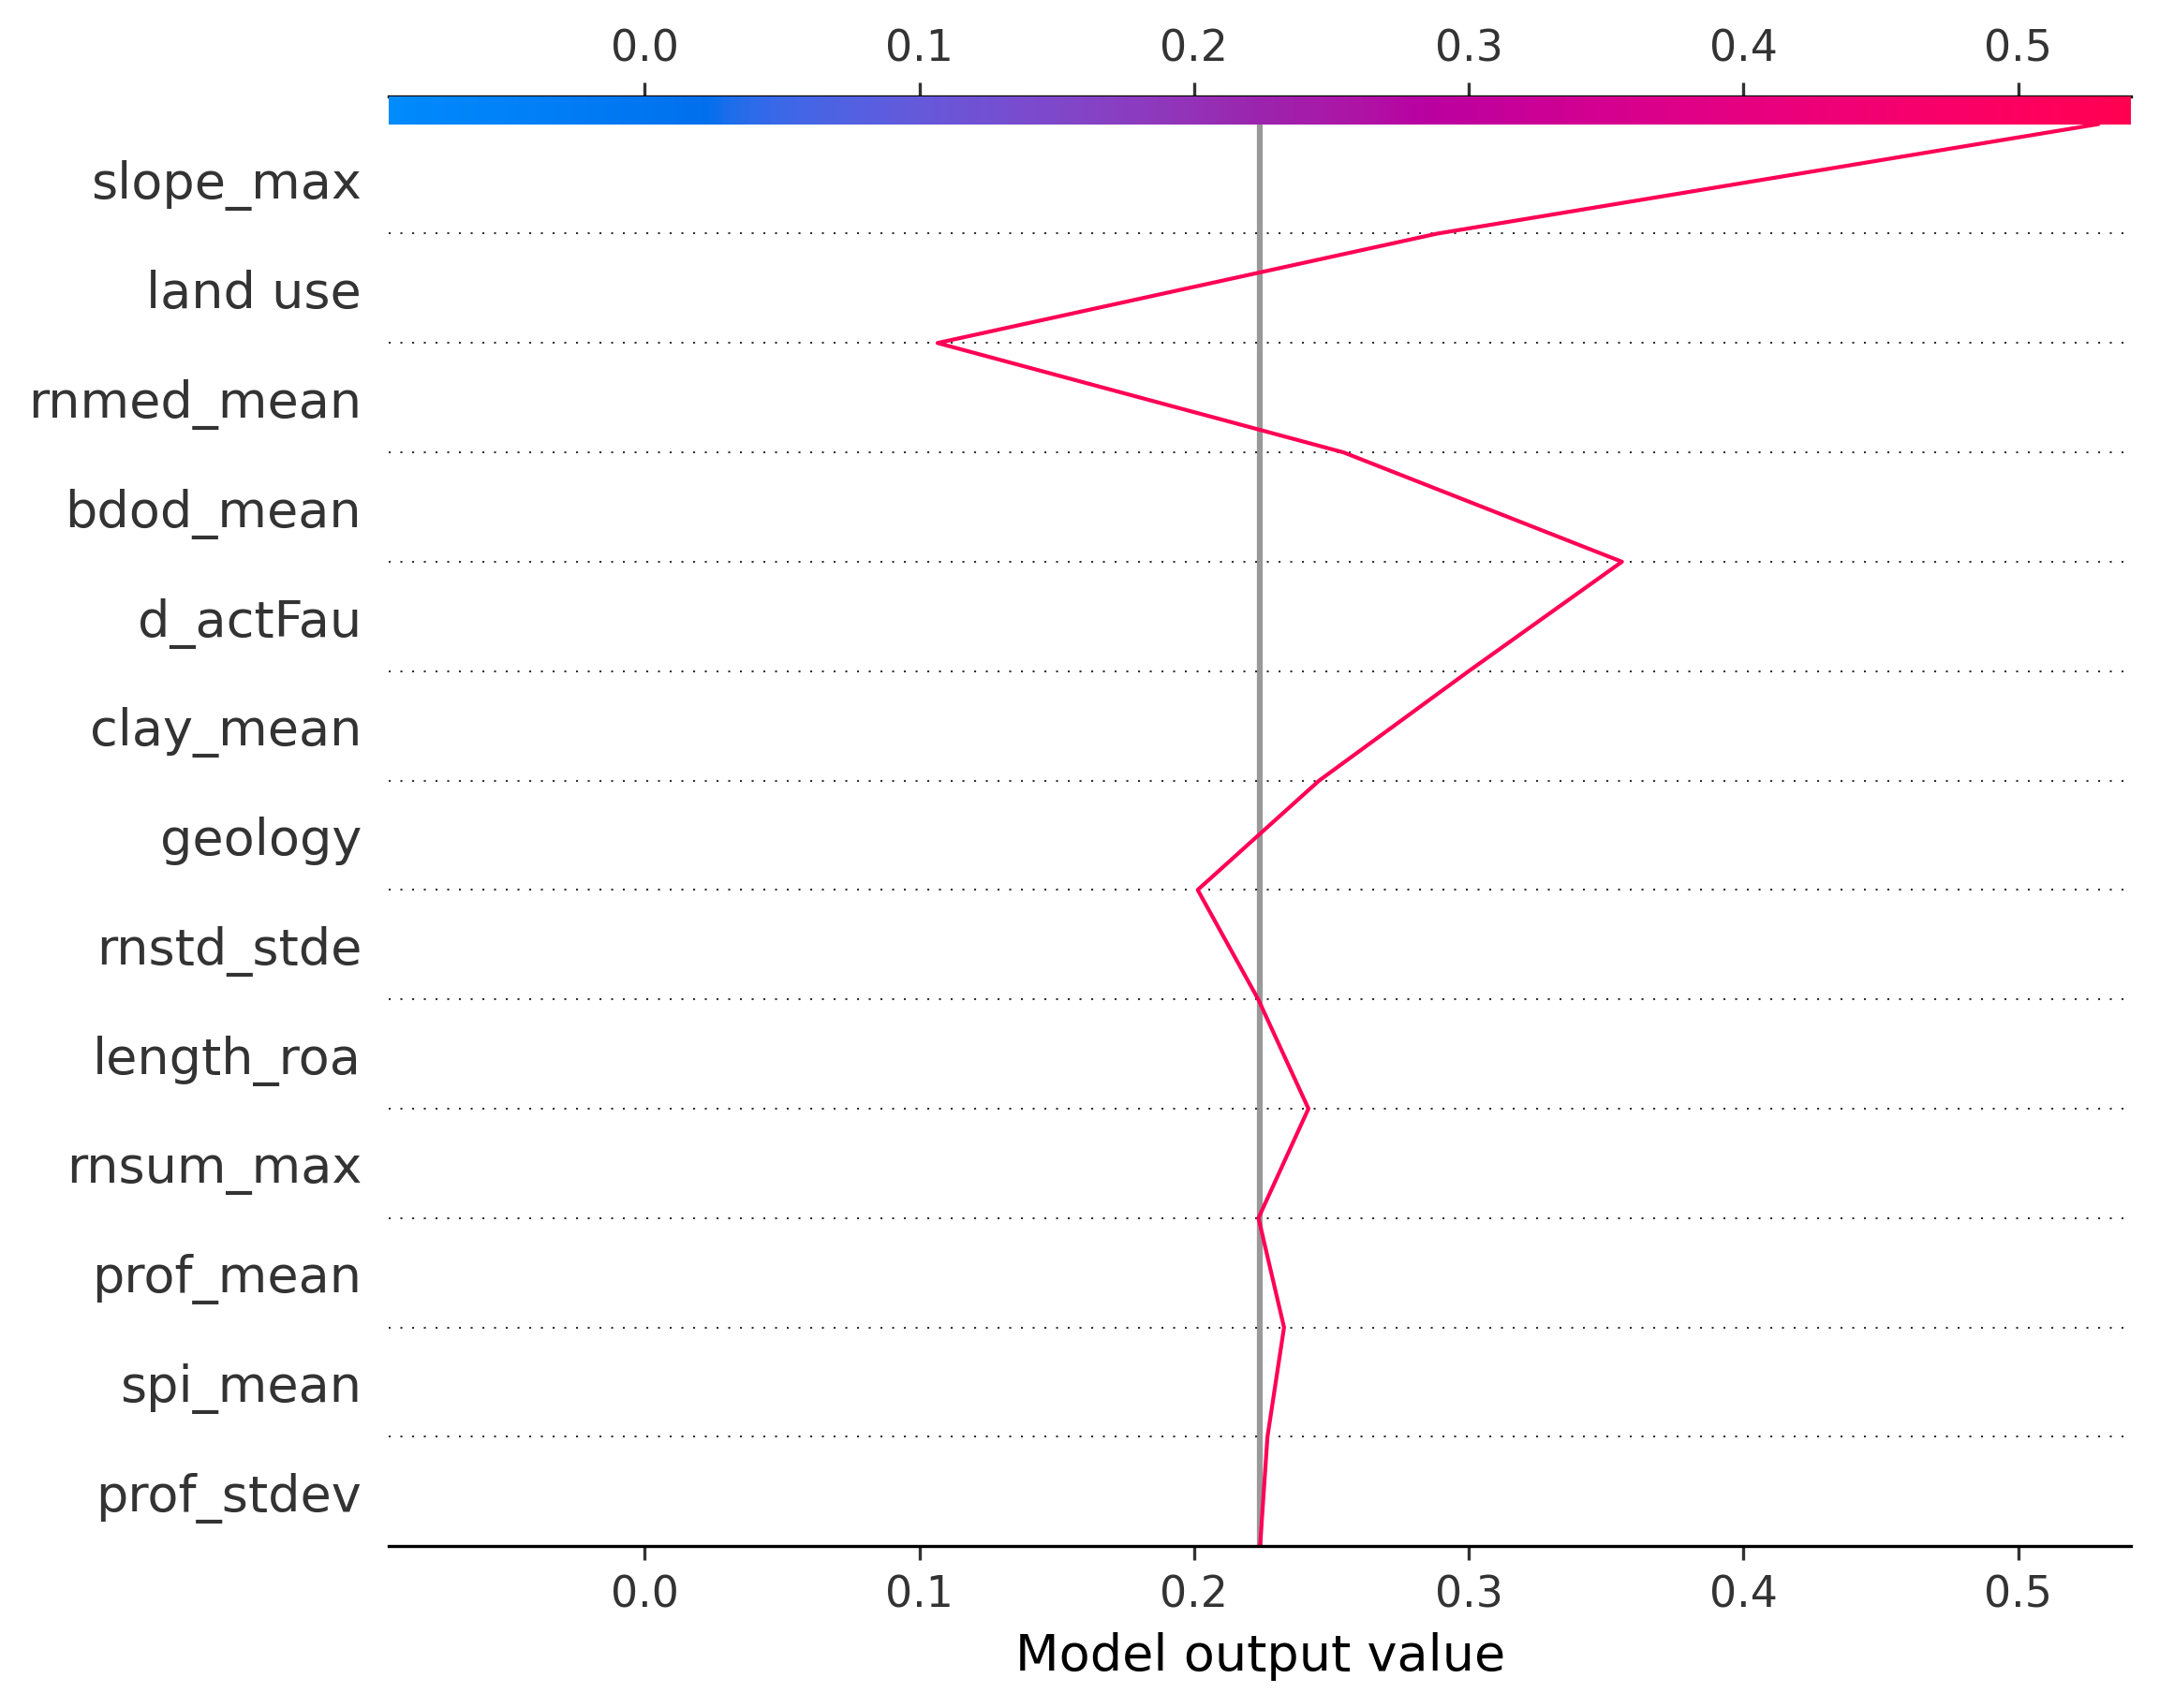 0.0 0.1 0.2 0.3 0.4 0.5
slope_max
land use
rnmed_mean
bdod_mean
d_actFau
clay_mean
geology
rnstd_stde
length_roa
rnsum_max
prof_mean
spi_mean
prof_stdev
0.0 0.1 0.2 0.3 0.4 0.5
Model output value